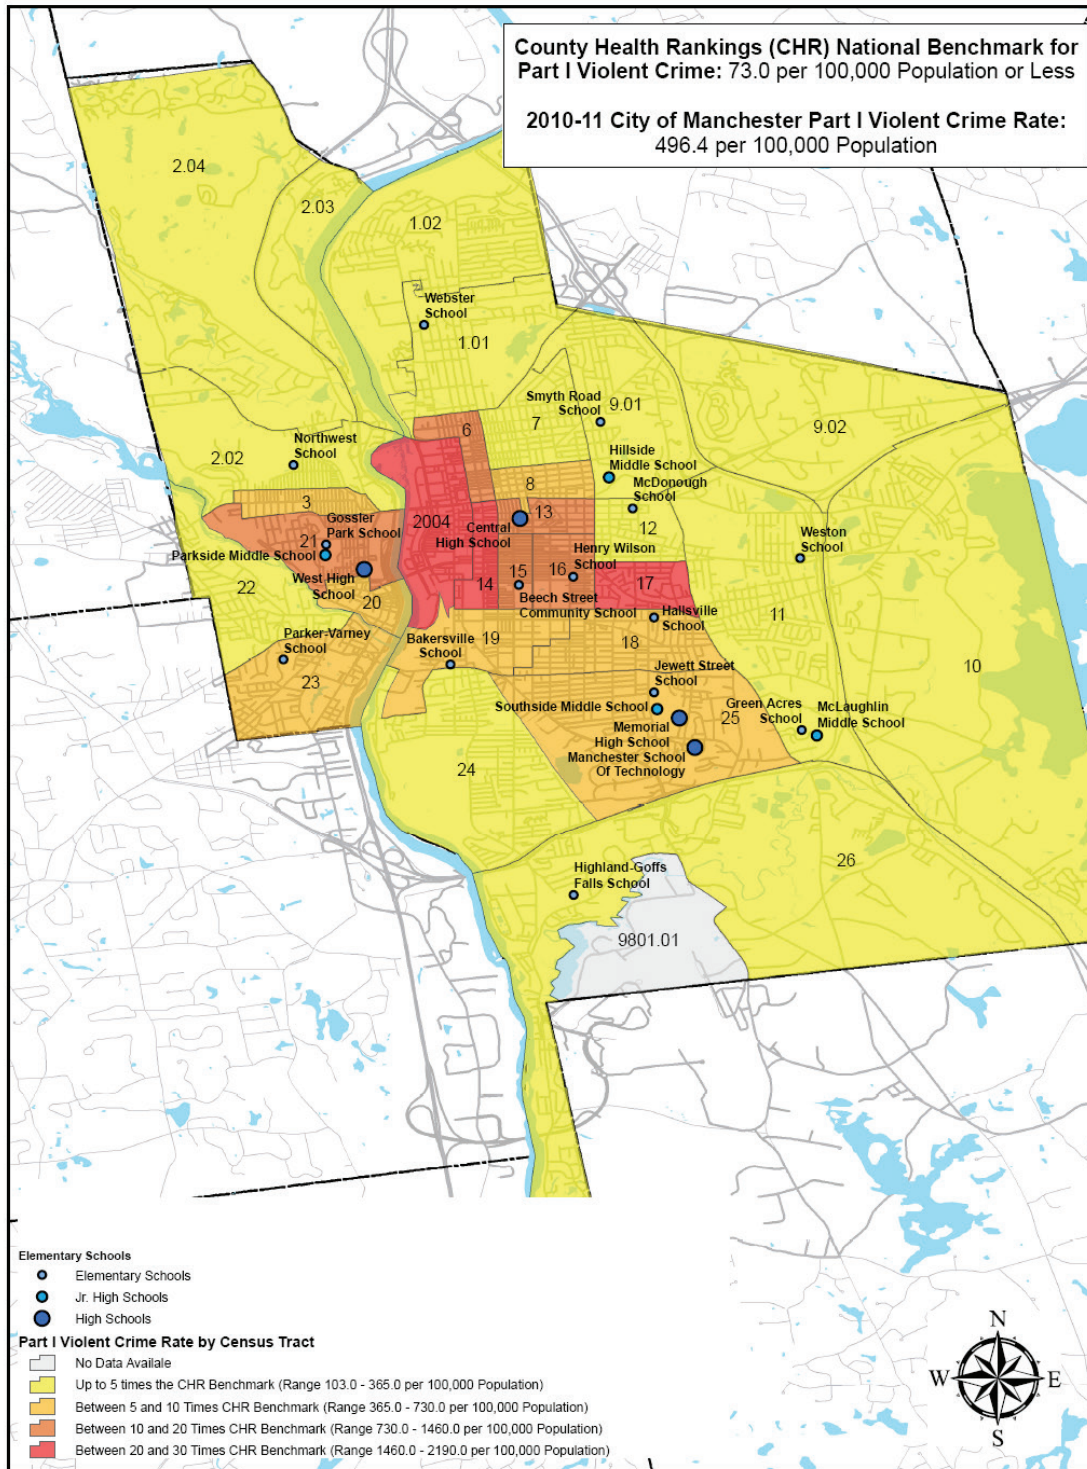 County Health Rankings (CHR) National Benchmark for
Part I Violent Crime: 73.0 per 100,000 Population or Less
2010-11 City of Manchester Part I Violent Crime Rate:
496.4 per 100,000 Population
2.04
2.03
1.02
Webster
School
1.01
Smyth Road
School
9.01
7
6
9.02
Northwest
School
2.02
Hillside
Middle School
8
McDonough
School
3
Gossler
Park School
21
Parkside Middle School
2004
Central
High School
13
12
Weston
School
West High
School
Henry Wilson
School
14
15
16
17
22
20
Beech Street
Community School
Hallsville
School
11
Parker-Varney
School
Bakersville
School
19
18
10
23
Jewett Street
School
Southside Middle School
25
Green Acres
School
McLaughlin
Middle School
Memorial
High School
Manchester School
Of Technology
24
26
Highland-Goffs
Falls School
9801.01
Elementary Schools
Elementary Schools
Jr. High Schools
High Schools
Part I Violent Crime Rate by Census Tract
No Data Availale
Up to 5 times the CHR Benchmark (Range 103.0 - 365.0 per 100,000 Population)
Between 5 and 10 Times CHR Benchmark (Range 365.0 - 730.0 per 100,000 Population)
Between 10 and 20 Times CHR Benchmark (Range 730.0 - 1460.0 per 100,000 Population)
Between 20 and 30 Times CHR Benchmark (Range 1460.0 - 2190.0 per 100,000 Population)
N
W
E
S